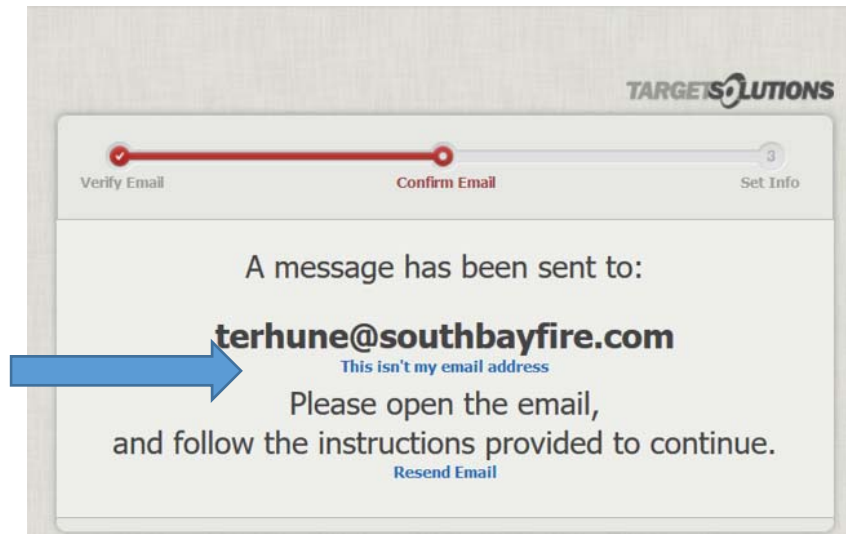 TARGETSOLUTIONS
3
Verify Email Confirm Email Set Info
A message has been sent to:
terhune@southbayfire.com
This isn't my email address
Please open the email,
and follow the instructions provided to continue.
Resend Email